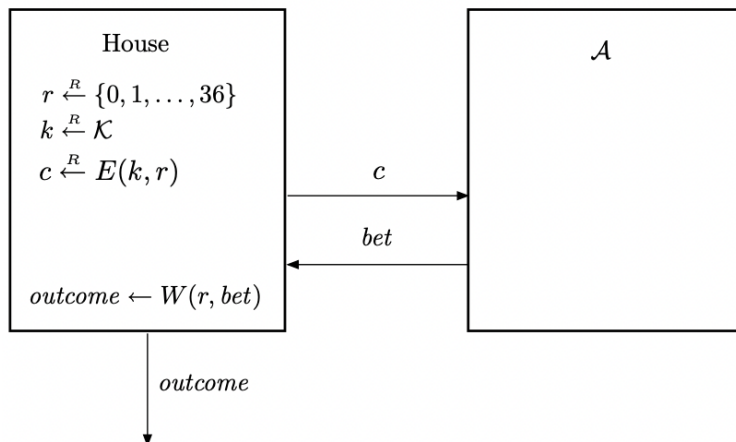 House
𝒜
r ←ᴿ {0, 1, . . . , 36}
k ←ᴿ 𝒦
c ←ᴿ E(k, r)
c
bet
outcome ← W(r, bet)
outcome